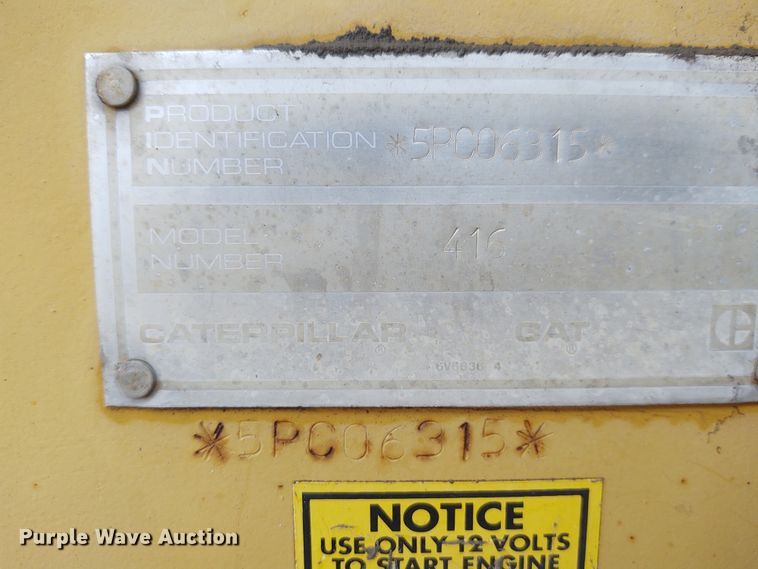 PRODUCT
IDENTIFICATION *5PC06315*
NUMBER
MODEL
NUMBER 416
CATERPILLAR® CAT®
*5PC06315*
NOTICE
USE ONLY 12 VOLTS
TO START ENGINE
Purple Wave Auction